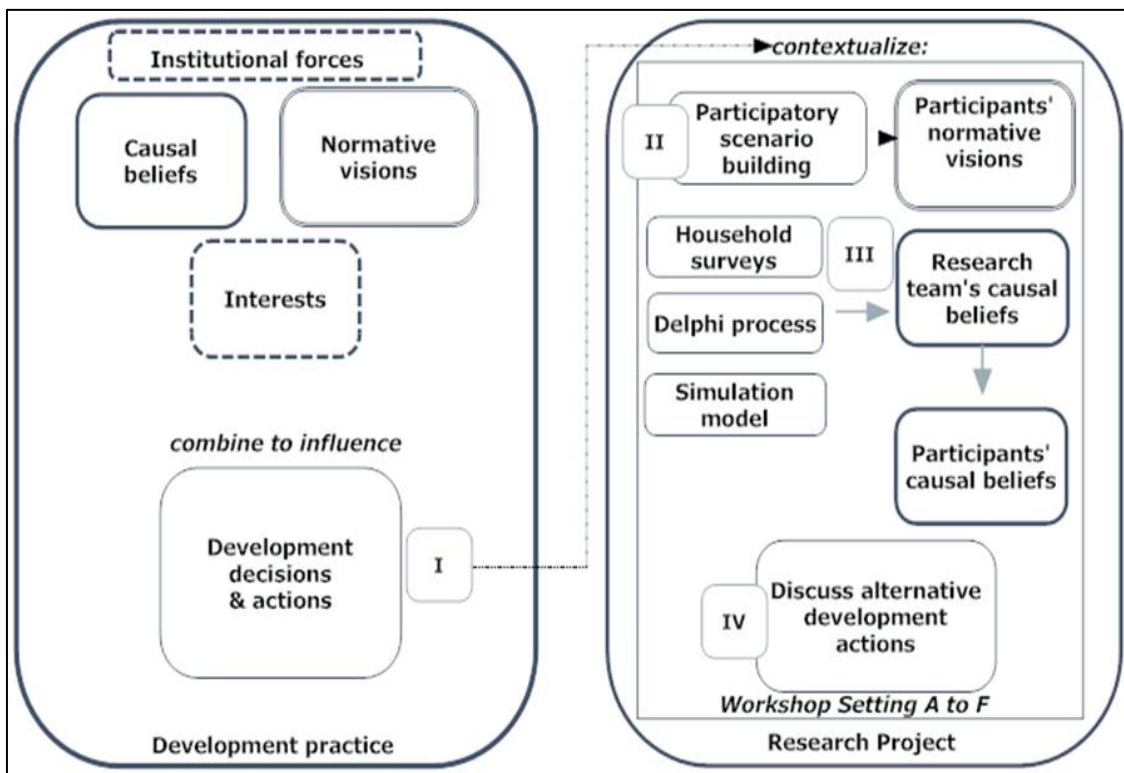 Institutional forces
Causal
beliefs
Normative
visions
Interests
combine to influence
Development
decisions
& actions
I
Development practice
contextualize:
II
Participatory
scenario
building
Participants'
normative
visions
Household
surveys
III
Delphi process
Simulation
model
Research
team's causal
beliefs
Participants'
causal beliefs
IV
Discuss alternative
development
actions
Workshop Setting A to F
Research Project